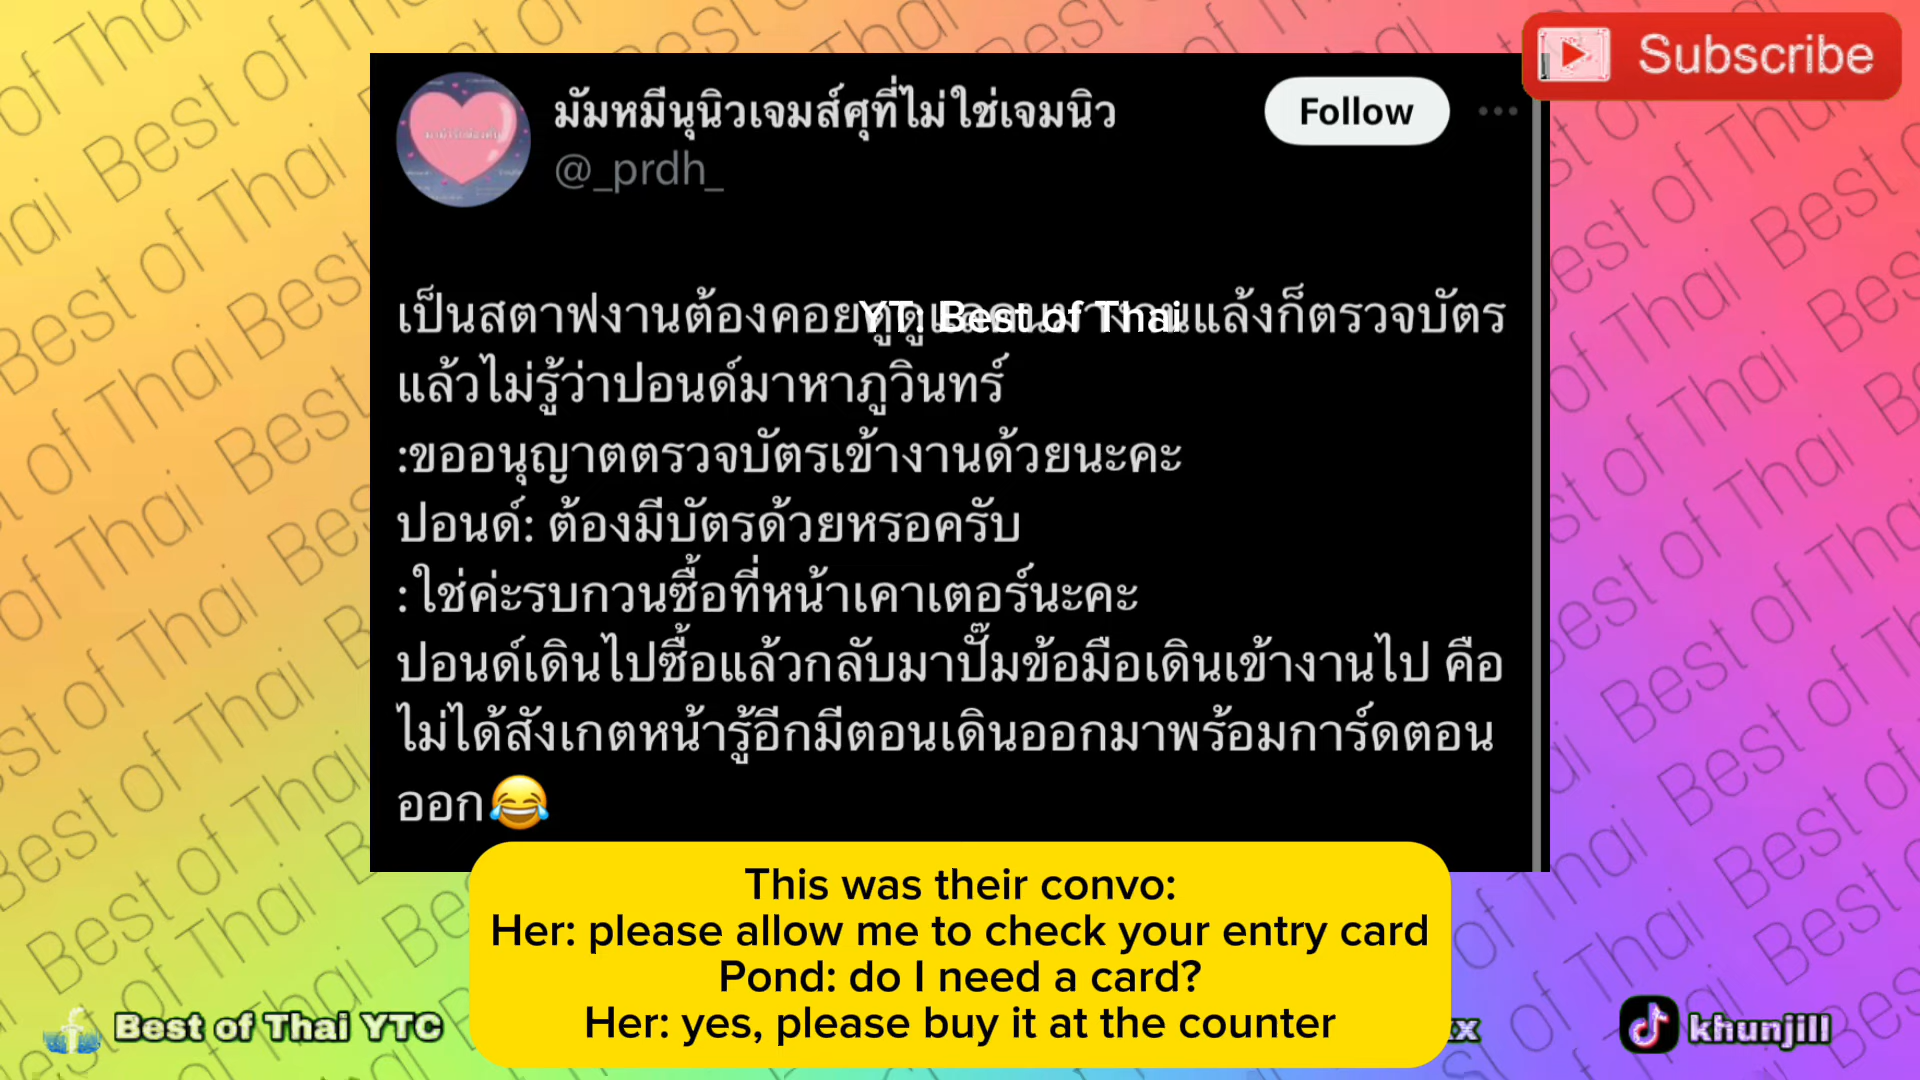 Subscribe
มัมหมีนุนิวเจมส์ศุที่ไม่ใช่เจมนิว
Follow
@_prdh_
เป็นสตาฟงานต้องคอย แล้งก็ตรวจบัตร
YT: Best of Thai
แล้วไม่รู้ว่าปอนด์มาหาภูวินทร์
:ขออนุญาตตรวจบัตรเข้างานด้วยนะคะ
ปอนด์: ต้องมีบัตรด้วยหรอครับ
:ใช่ค่ะรบกวนซื้อที่หน้าเคาเตอร์นะคะ
ปอนด์เดินไปซื้อแล้วกลับมาปั๊มข้อมือเดินเข้างานไป คือ
ไม่ได้สังเกตหน้ารู้อีกมีตอนเดินออกมาพร้อมการ์ดตอน
ออก😂
This was their convo:
Her: please allow me to check your entry card
Pond: do I need a card?
Her: yes, please buy it at the counter
Best of Thai YTC
khunjill